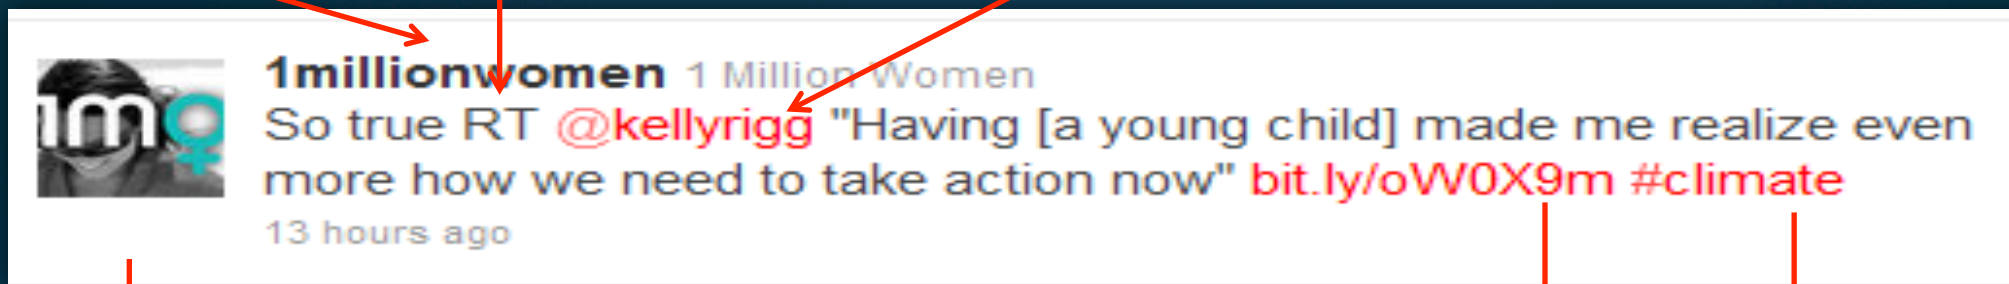 1millionwomen 1 Million Women
So true RT @kellyrigg "Having [a young child] made me realize even
more how we need to take action now" bit.ly/oW0X9m #climate
13 hours ago
1m